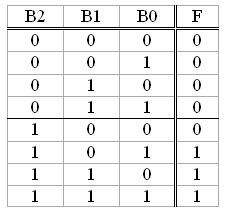 B2 B1 B0 F
0 0 0 0
0 0 1 0
0 1 0 0
0 1 1 0
1 0 0 0
1 0 1 1
1 1 0 1
1 1 1 1